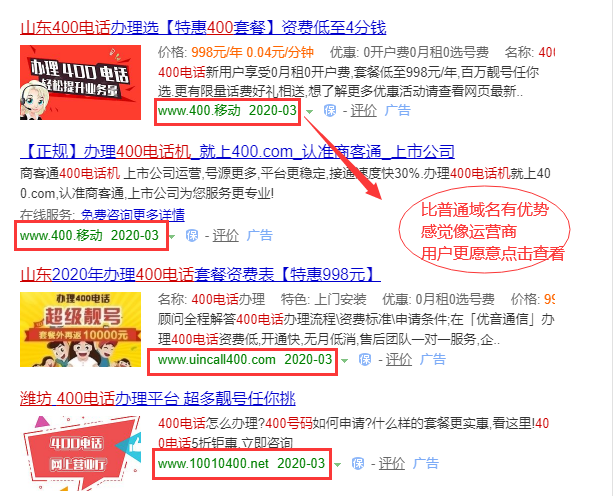 山东400电话办理选【特惠400套餐】资费低至4分钱
办理 400 电话
轻松提升业务量
价格: 998元/年 0.04元/分钟 优惠: 0开户费0月租0选号费 名称: 40
400电话新用户享受0月租0开户费,套餐低至998元/年,百万靓号任你
选.更有限量话费好礼相送,想了解更多优惠活动请查看网页最新..
www.400.移动 2020-03 保 - 评价 广告
【正规】办理400电话机_就上400.com_认准商客通_上市公司
商客通400电话机 上市公司运营,号源更多,平台更稳定,接通速度快30%.办理400电话机就上40
0.com,认准商客通,上市公司为您服务更专业!
在线服务: 免费咨询更多详情
www.400.移动 2020-03 保 - 评价 广告
比普通域名有优势
感觉像运营商
用户更愿意点击查看
山东2020年办理400电话套餐资费表【特惠998元】
办理400电话
超级靓号
套餐外再返10000元
名称: 400电话办理 特色: 上门安装 优惠: 0月租0选号费 价格: 99
顾问全程解答400电话办理流程\资费标准\申请条件;在「优音通信」办
理400电话资费低,开通快,无月低消,售后团队一对一服务,企..
www.uincall400.com 2020-03 保 - 评价 广告
潍坊 400电话办理平台 超多靓号任你挑
400电话
网上营业厅
400电话怎么办理?400号码如何申请?什么样的套餐更实惠,看这里!40
0电话5折钜惠,立即咨询
www.10010400.net 2020-03 保 - 评价 广告